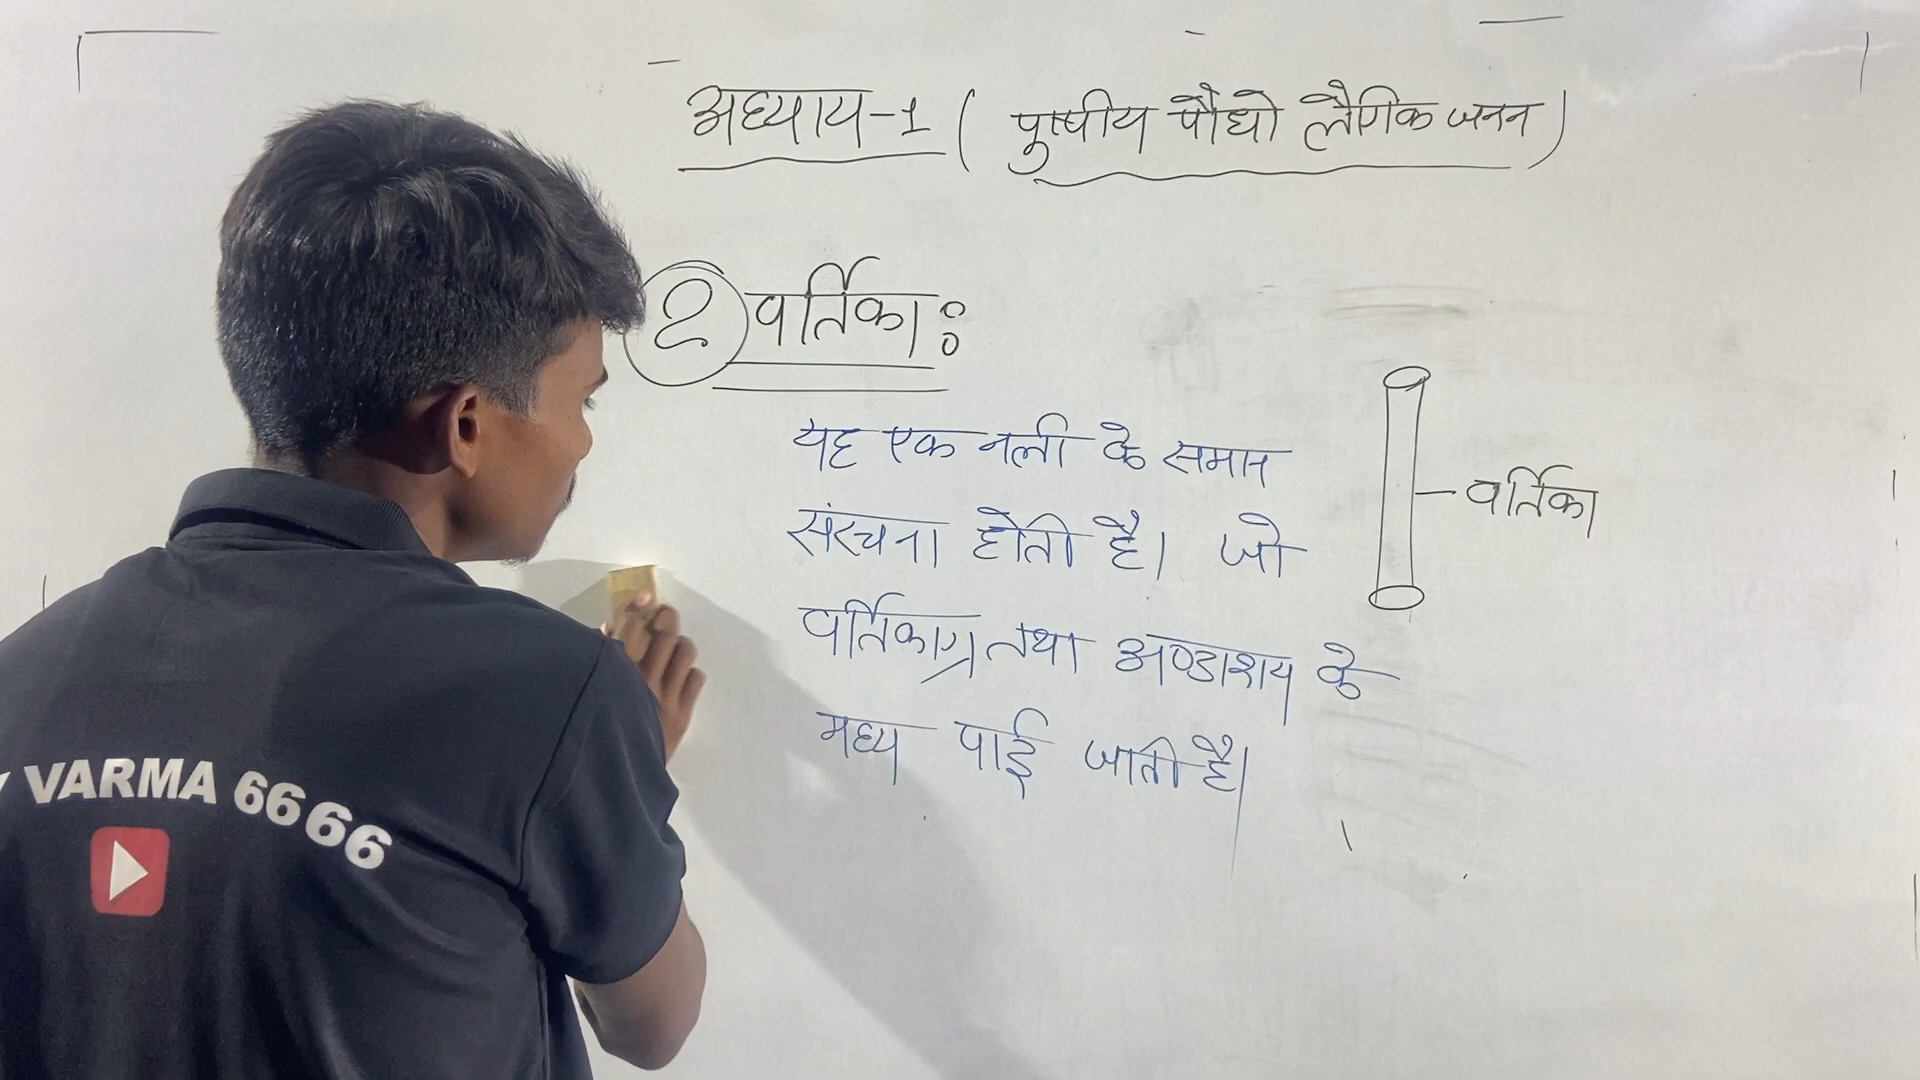 अध्याय-1 ( पुष्पीय पौधो लैगिक जनन )
2 वर्तिका :
यह एक नली के समान
संरचना होती है। जो
वर्तिकाग्र तथा अण्डाशय के
मध्य पाई जाती है।
वर्तिका
VARMA 6666